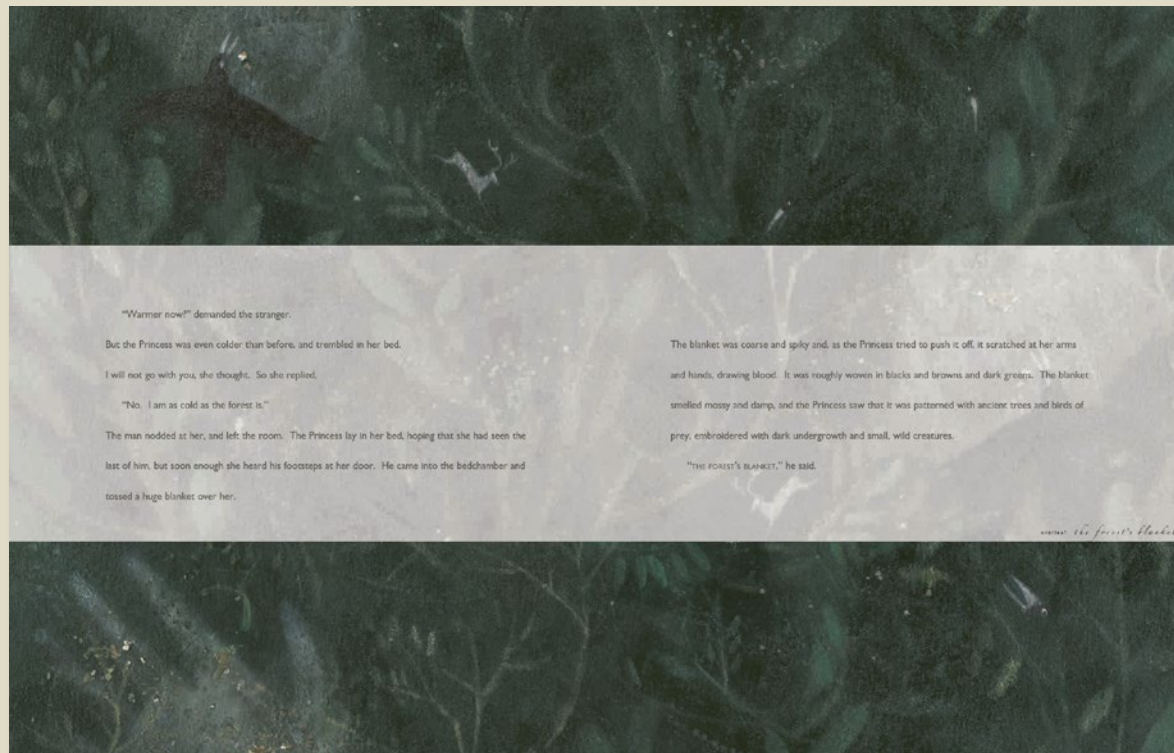 "Warmer now?" demanded the stranger.
But the Princess was even colder than before, and trembled in her bed.
I will not go with you, she thought.  So she replied,
"No.  I am as cold as the forest is."
The man nodded at her, and left the room.  The Princess lay in her bed, hoping that she had seen the
last of him, but soon enough she heard his footsteps at her door.  He came into the bedchamber and
tossed a huge blanket over her.
The blanket was coarse and spiky and, as the Princess tried to push it off, it scratched at her arms
and hands, drawing blood.  It was roughly woven in blacks and browns and dark greens.  The blanket
smelled mossy and damp, and the Princess saw that it was patterned with ancient trees and birds of
prey, embroidered with dark undergrowth and small, wild creatures.
"THE FOREST'S BLANKET," he said.
the forest's blanket